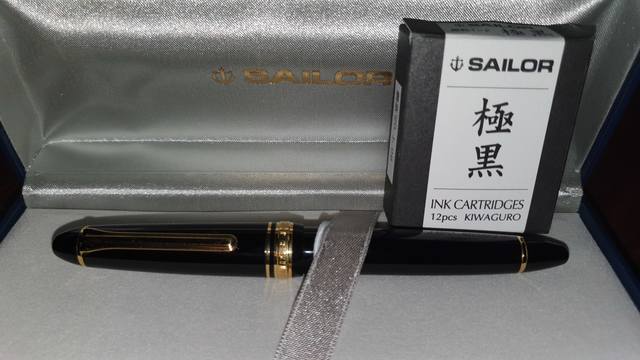 SAILOR
SAILOR
極黒
INK CARTRIDGES
12pcs KIWAGURO